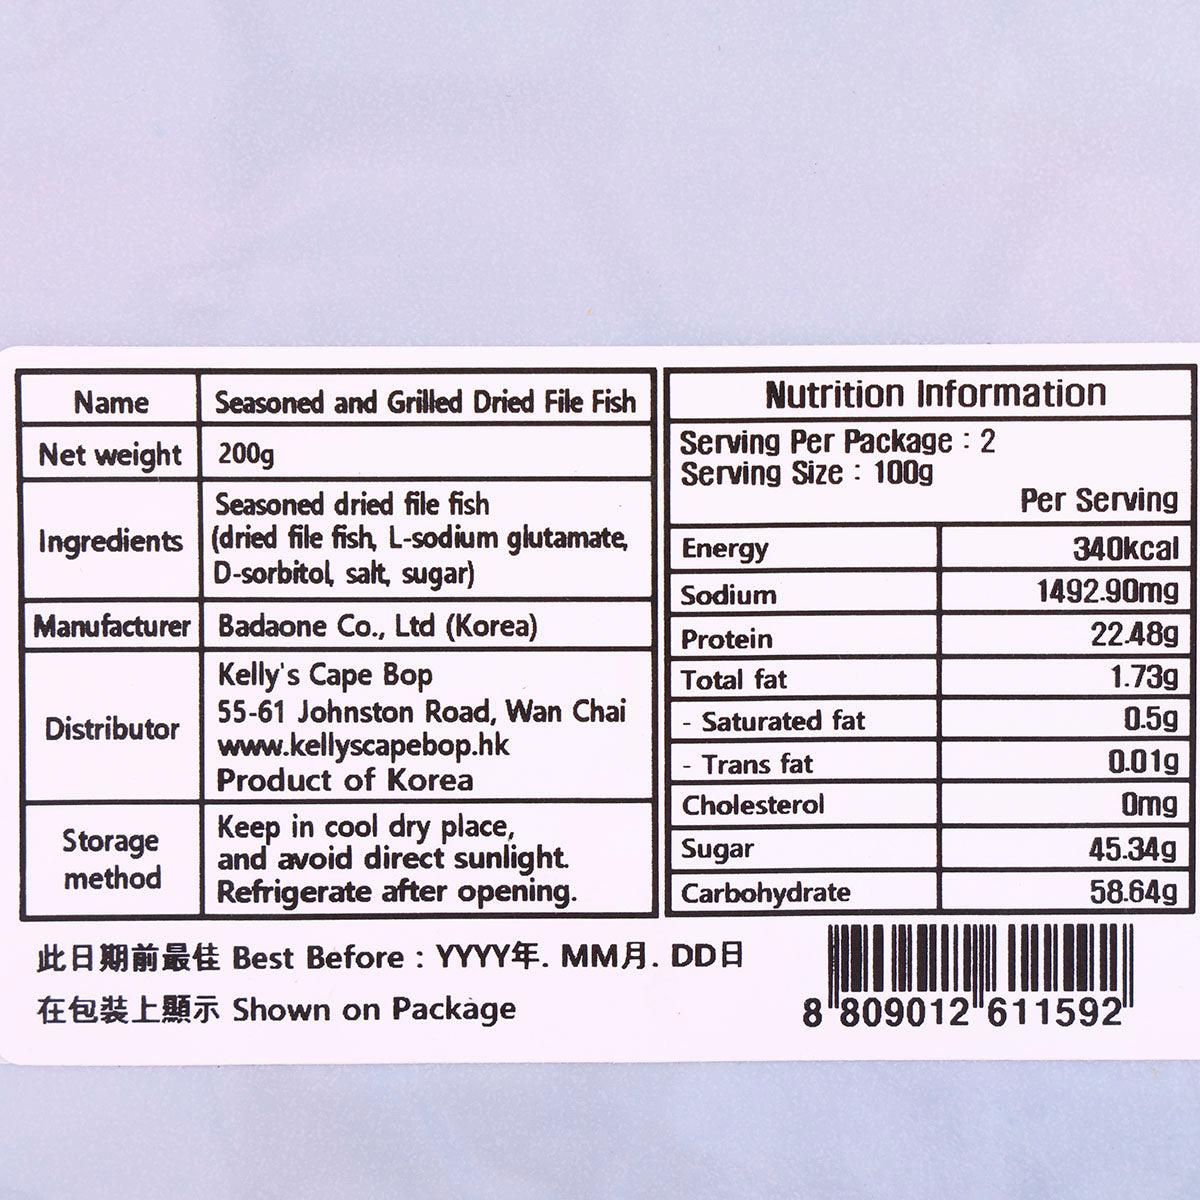 Name Seasoned and Grilled Dried File Fish
Net weight 200g
Ingredients
Seasoned dried file fish
(dried file fish, L-sodium glutamate,
D-sorbitol, salt, sugar)
Manufacturer Badaone Co., Ltd (Korea)
Distributor
Kelly's Cape Bop
55-61 Johnston Road, Wan Chai
www.kellyscapebop.hk
Product of Korea
Storage
method
Keep in cool dry place,
and avoid direct sunlight.
Refrigerate after opening.
Nutrition Information
Serving Per Package : 2
Serving Size : 100g
Per Serving
Energy 340kcal
Sodium 1492.90mg
Protein 22.48g
Total fat 1.73g
- Saturated fat 0.5g
- Trans fat 0.01g
Cholesterol 0mg
Sugar 45.34g
Carbohydrate 58.64g
此日期前最佳 Best Before : YYYY年. MM月. DD日
在包裝上顯示 Shown on Package
8 809012 611592